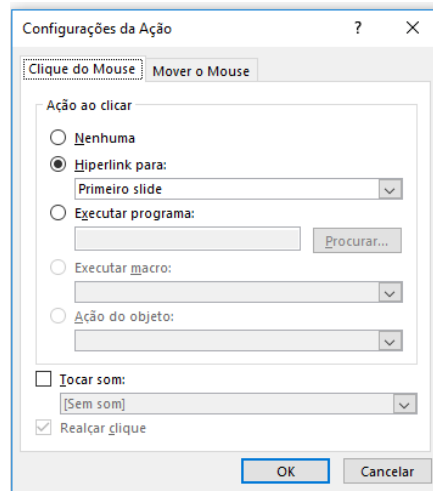 Configurações da Ação ? X
Clique do Mouse Mover o Mouse
Ação ao clicar
Nenhuma
Hiperlink para:
Primeiro slide
Executar programa:
Procurar...
Executar macro:
Ação do objeto:
Tocar som:
[Sem som]
Realçar clique
OK Cancelar